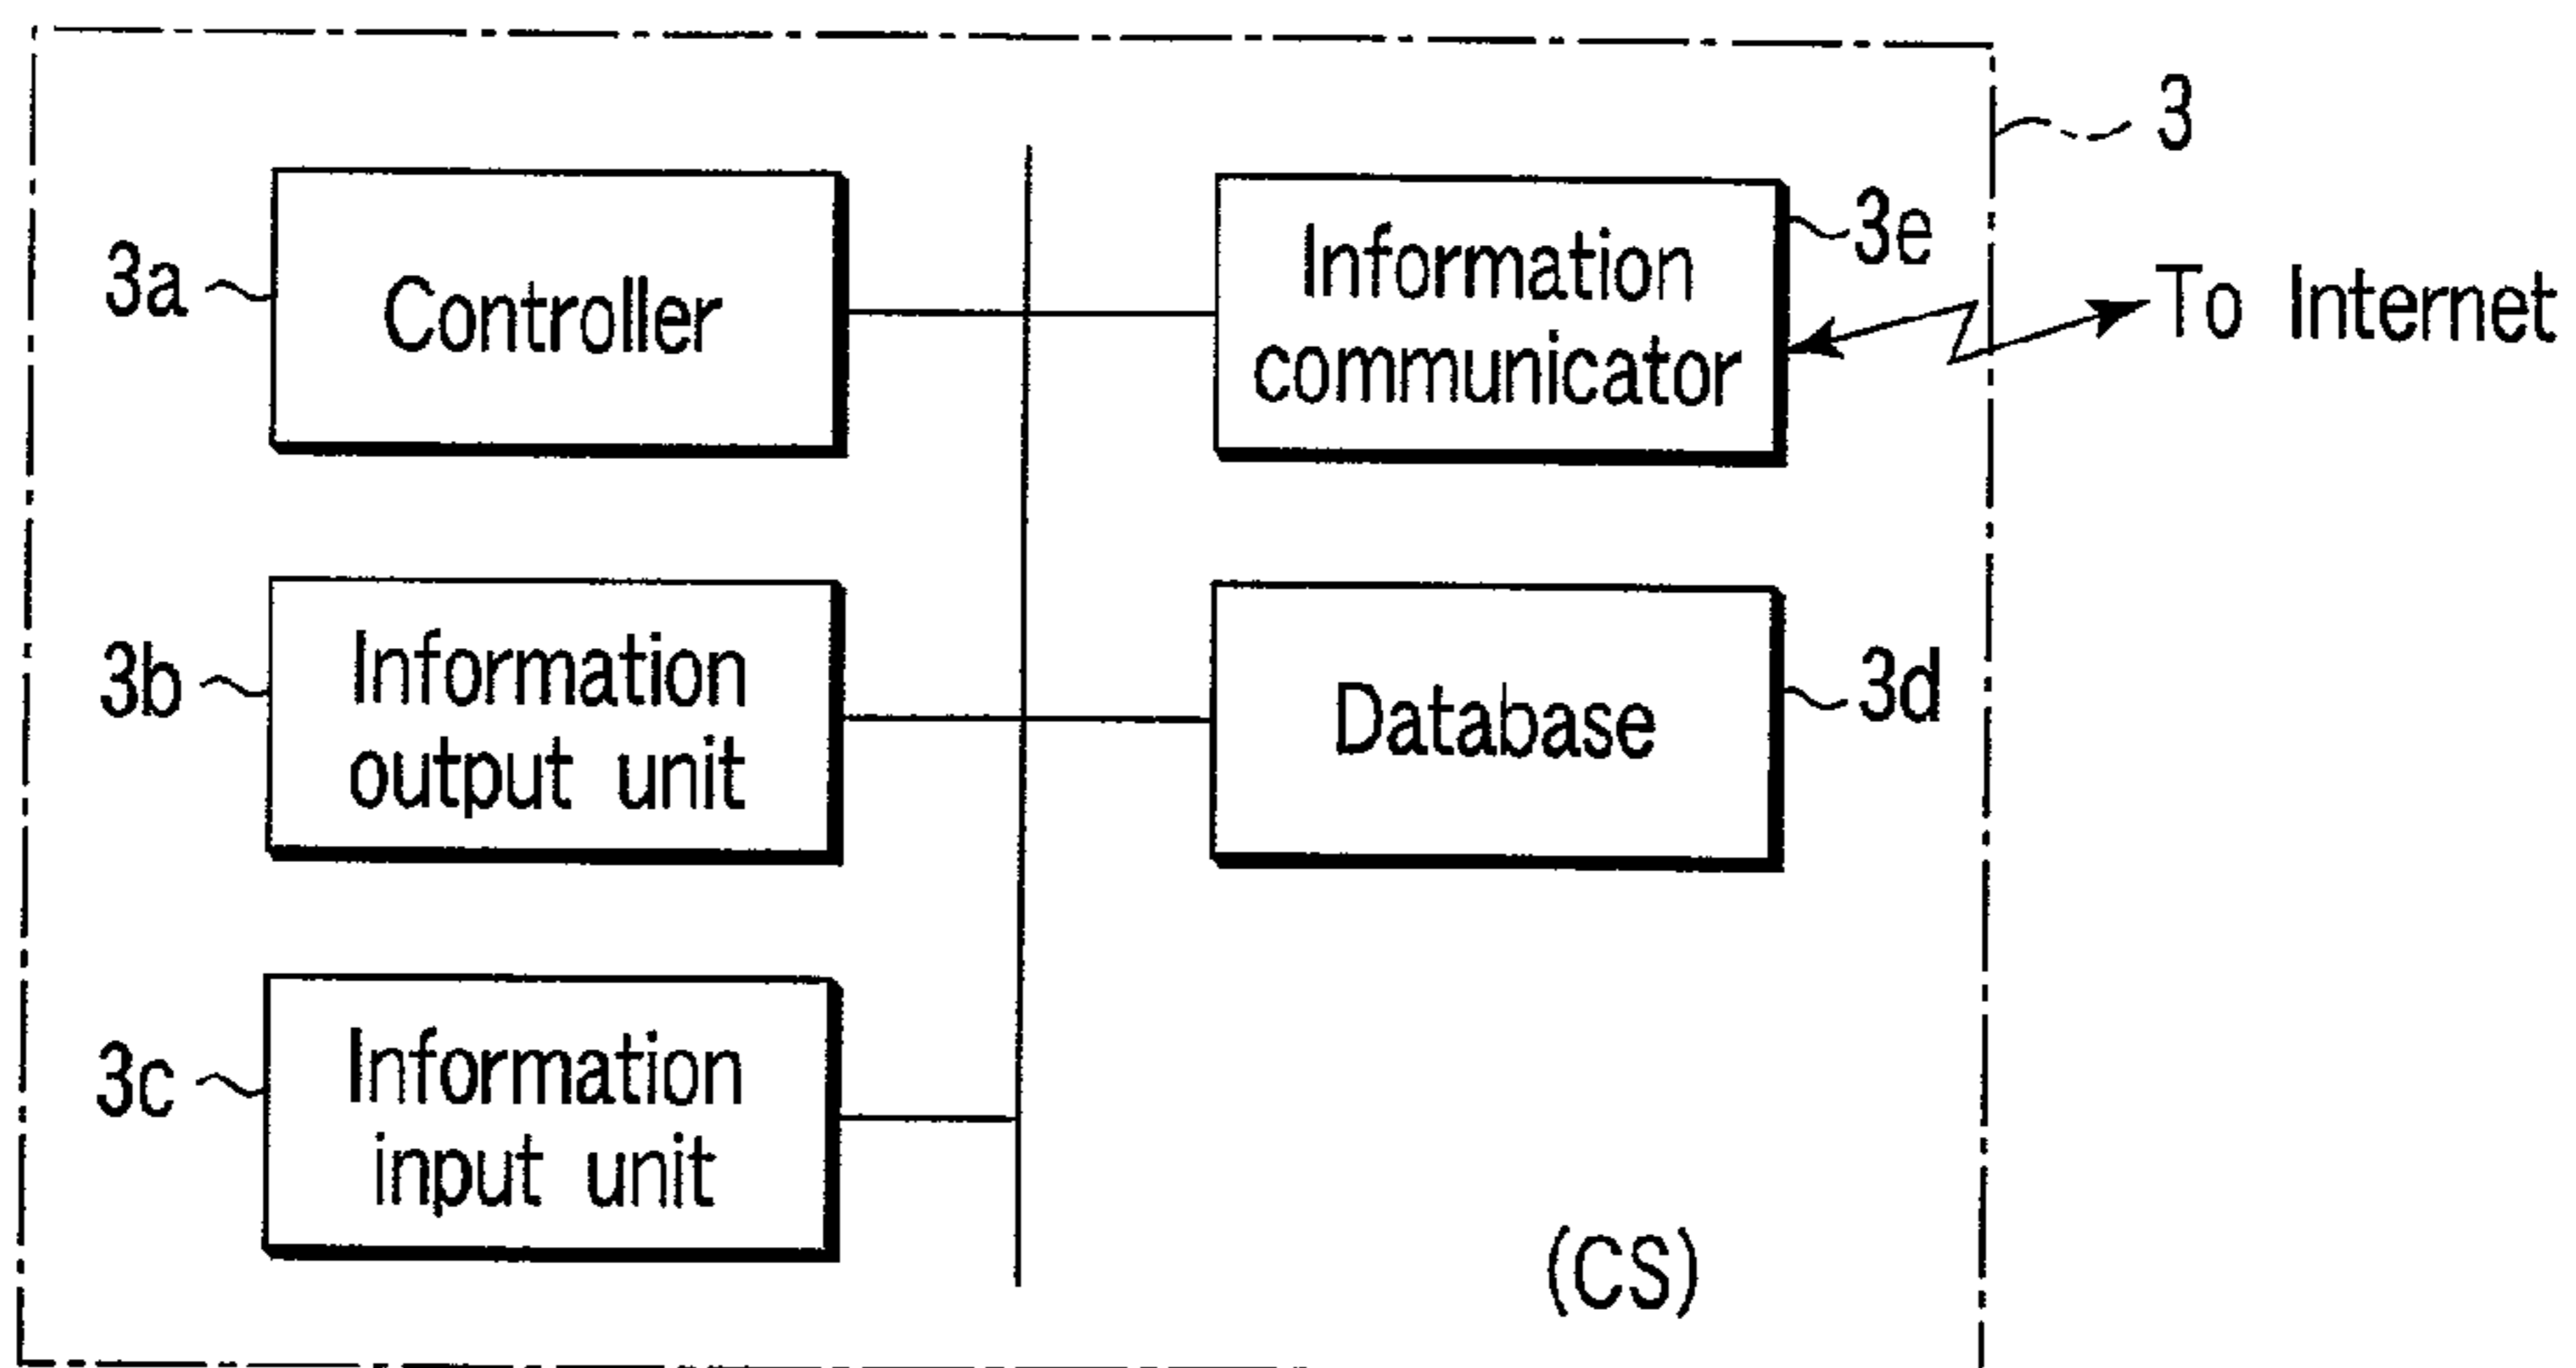 3
3a
Controller
Information
communicator
3e
To Internet
3b
Information
output unit
Database
3d
3c
Information
input unit
(CS)